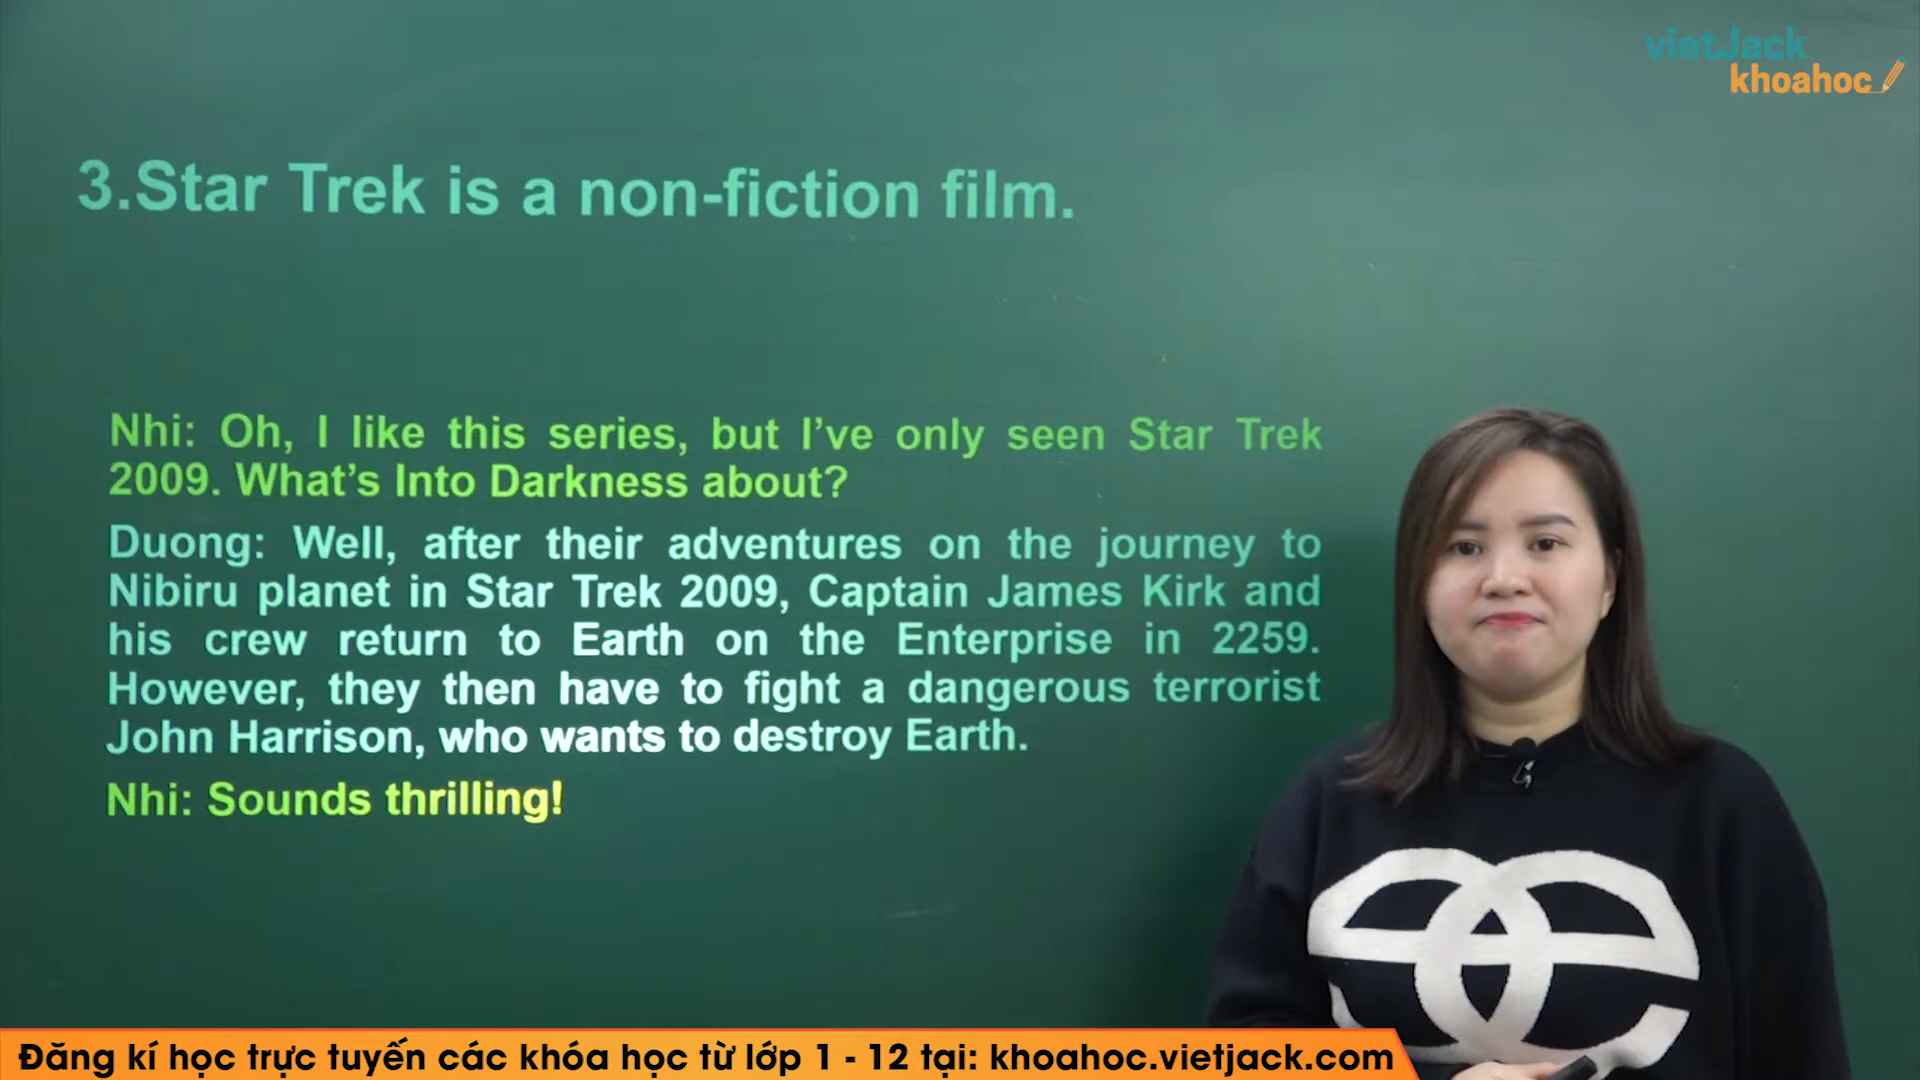 vietJack
khoahoc
3.Star Trek is a non-fiction film.
Nhi: Oh, I like this series, but I’ve only seen Star Trek
2009. What’s Into Darkness about?
Duong: Well, after their adventures on the journey to
Nibiru planet in Star Trek 2009, Captain James Kirk and
his crew return to Earth on the Enterprise in 2259.
However, they then have to fight a dangerous terrorist
John Harrison, who wants to destroy Earth.
Nhi: Sounds thrilling!
Đăng kí học trực tuyến các khóa học từ lớp 1 - 12 tại: khoahoc.vietjack.com